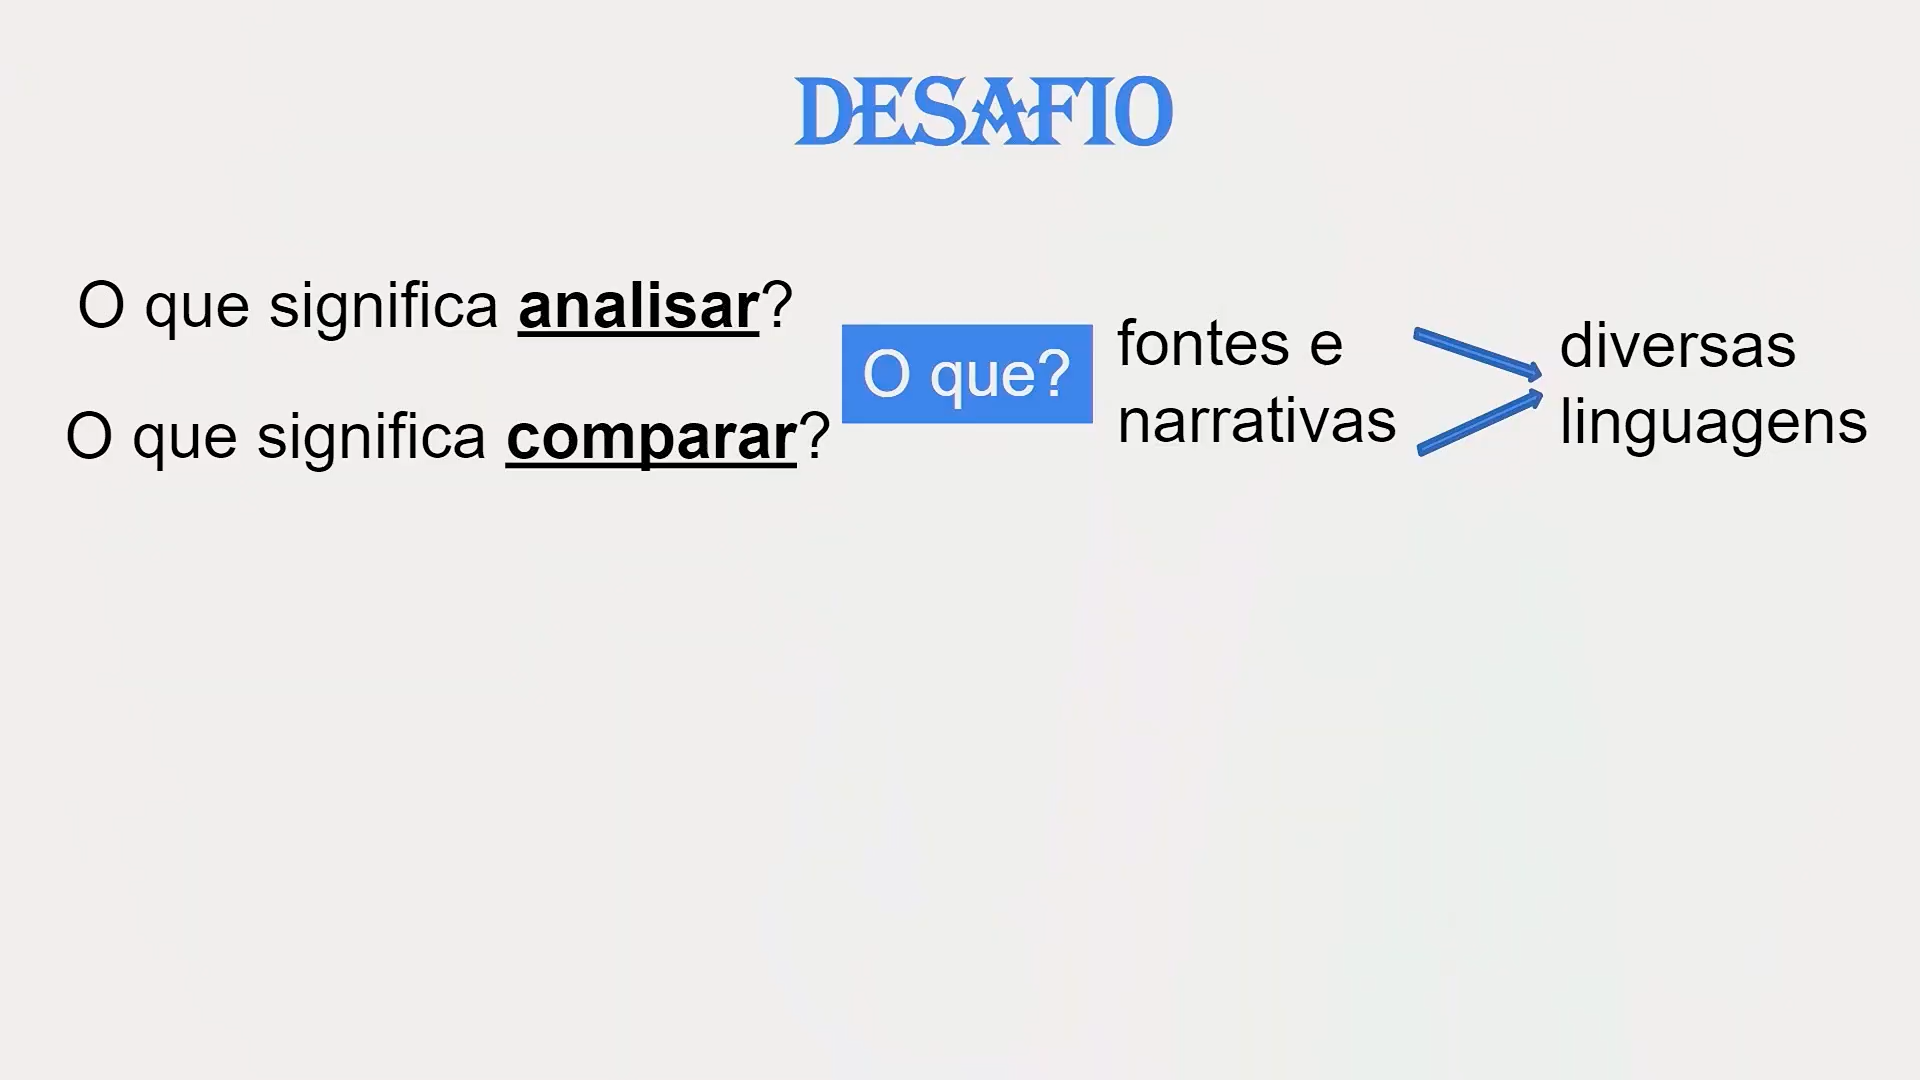 DESAFIO
O que significa analisar?
O que significa comparar?
O que?
fontes e
narrativas
diversas
linguagens